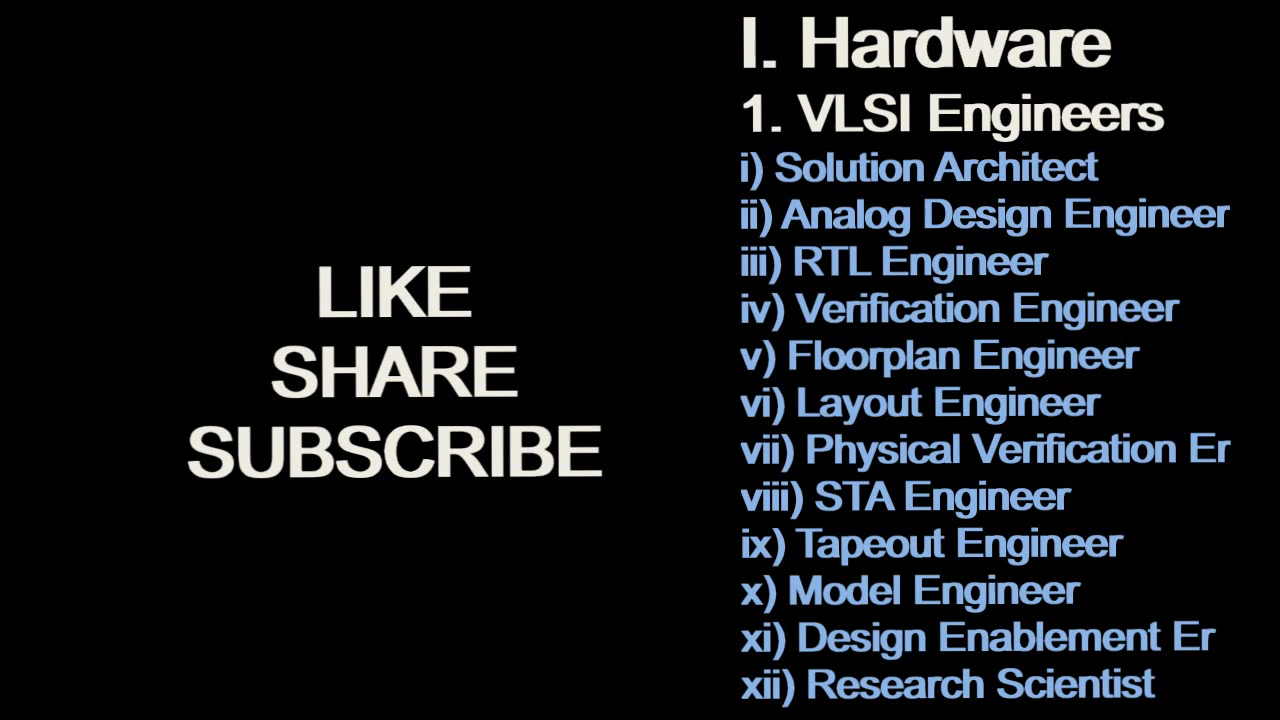 LIKE
SHARE
SUBSCRIBE
I. Hardware
1. VLSI Engineers
i) Solution Architect
ii) Analog Design Engineer
iii) RTL Engineer
iv) Verification Engineer
v) Floorplan Engineer
vi) Layout Engineer
vii) Physical Verification Er
viii) STA Engineer
ix) Tapeout Engineer
x) Model Engineer
xi) Design Enablement Er
xii) Research Scientist